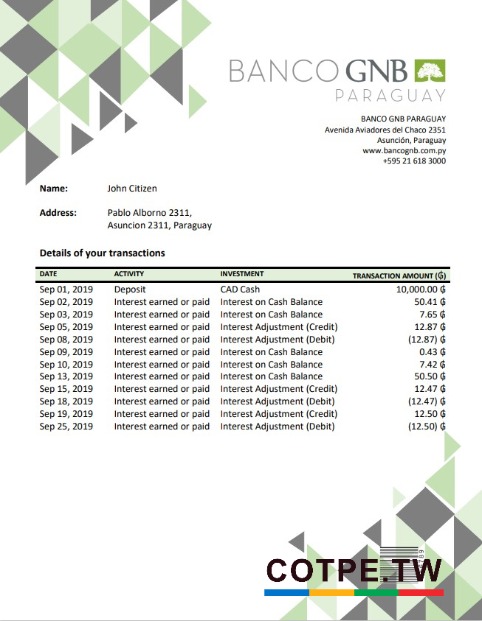 BANCO GNB
PARAGUAY
BANCO GNB PARAGUAY
Avenida Aviadores del Chaco 2351
Asunción, Paraguay
www.bancognb.com.py
+595 21 618 3000
Name: John Citizen
Address: Pablo Alborno 2311,
Asuncion 2311, Paraguay
Details of your transactions
DATE ACTIVITY INVESTMENT TRANSACTION AMOUNT (₲)
Sep 01, 2019 Deposit CAD Cash 10,000.00 ₲
Sep 02, 2019 Interest earned or paid Interest on Cash Balance 50.41 ₲
Sep 03, 2019 Interest earned or paid Interest on Cash Balance 7.65 ₲
Sep 05, 2019 Interest earned or paid Interest Adjustment (Credit) 12.87 ₲
Sep 08, 2019 Interest earned or paid Interest Adjustment (Debit) (12.87) ₲
Sep 09, 2019 Interest earned or paid Interest on Cash Balance 0.43 ₲
Sep 10, 2019 Interest earned or paid Interest on Cash Balance 7.42 ₲
Sep 13, 2019 Interest earned or paid Interest on Cash Balance 50.50 ₲
Sep 15, 2019 Interest earned or paid Interest Adjustment (Credit) 12.47 ₲
Sep 18, 2019 Interest earned or paid Interest Adjustment (Debit) (12.47) ₲
Sep 19, 2019 Interest earned or paid Interest Adjustment (Credit) 12.50 ₲
Sep 25, 2019 Interest earned or paid Interest Adjustment (Debit) (12.50) ₲
COTPE.TW